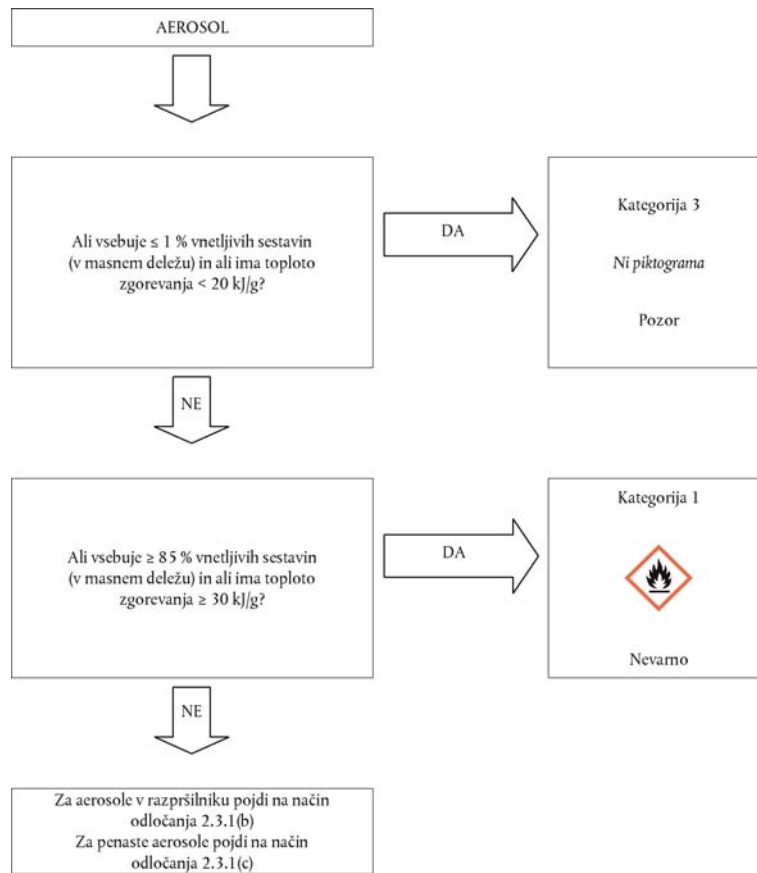 AEROSOL
Ali vsebuje ≤ 1 % vnetljivih sestavin
(v masnem deležu) in ali ima toploto
zgorevanja < 20 kJ/g?
DA
Kategorija 3
Ni piktograma
Pozor
NE
Ali vsebuje ≥ 85 % vnetljivih sestavin
(v masnem deležu) in ali ima toploto
zgorevanja ≥ 30 kJ/g?
DA
Kategorija 1
Nevarno
NE
Za aerosole v razpršilniku pojdi na način
odločanja 2.3.1(b)
Za penaste aerosole pojdi na način
odločanja 2.3.1(c)